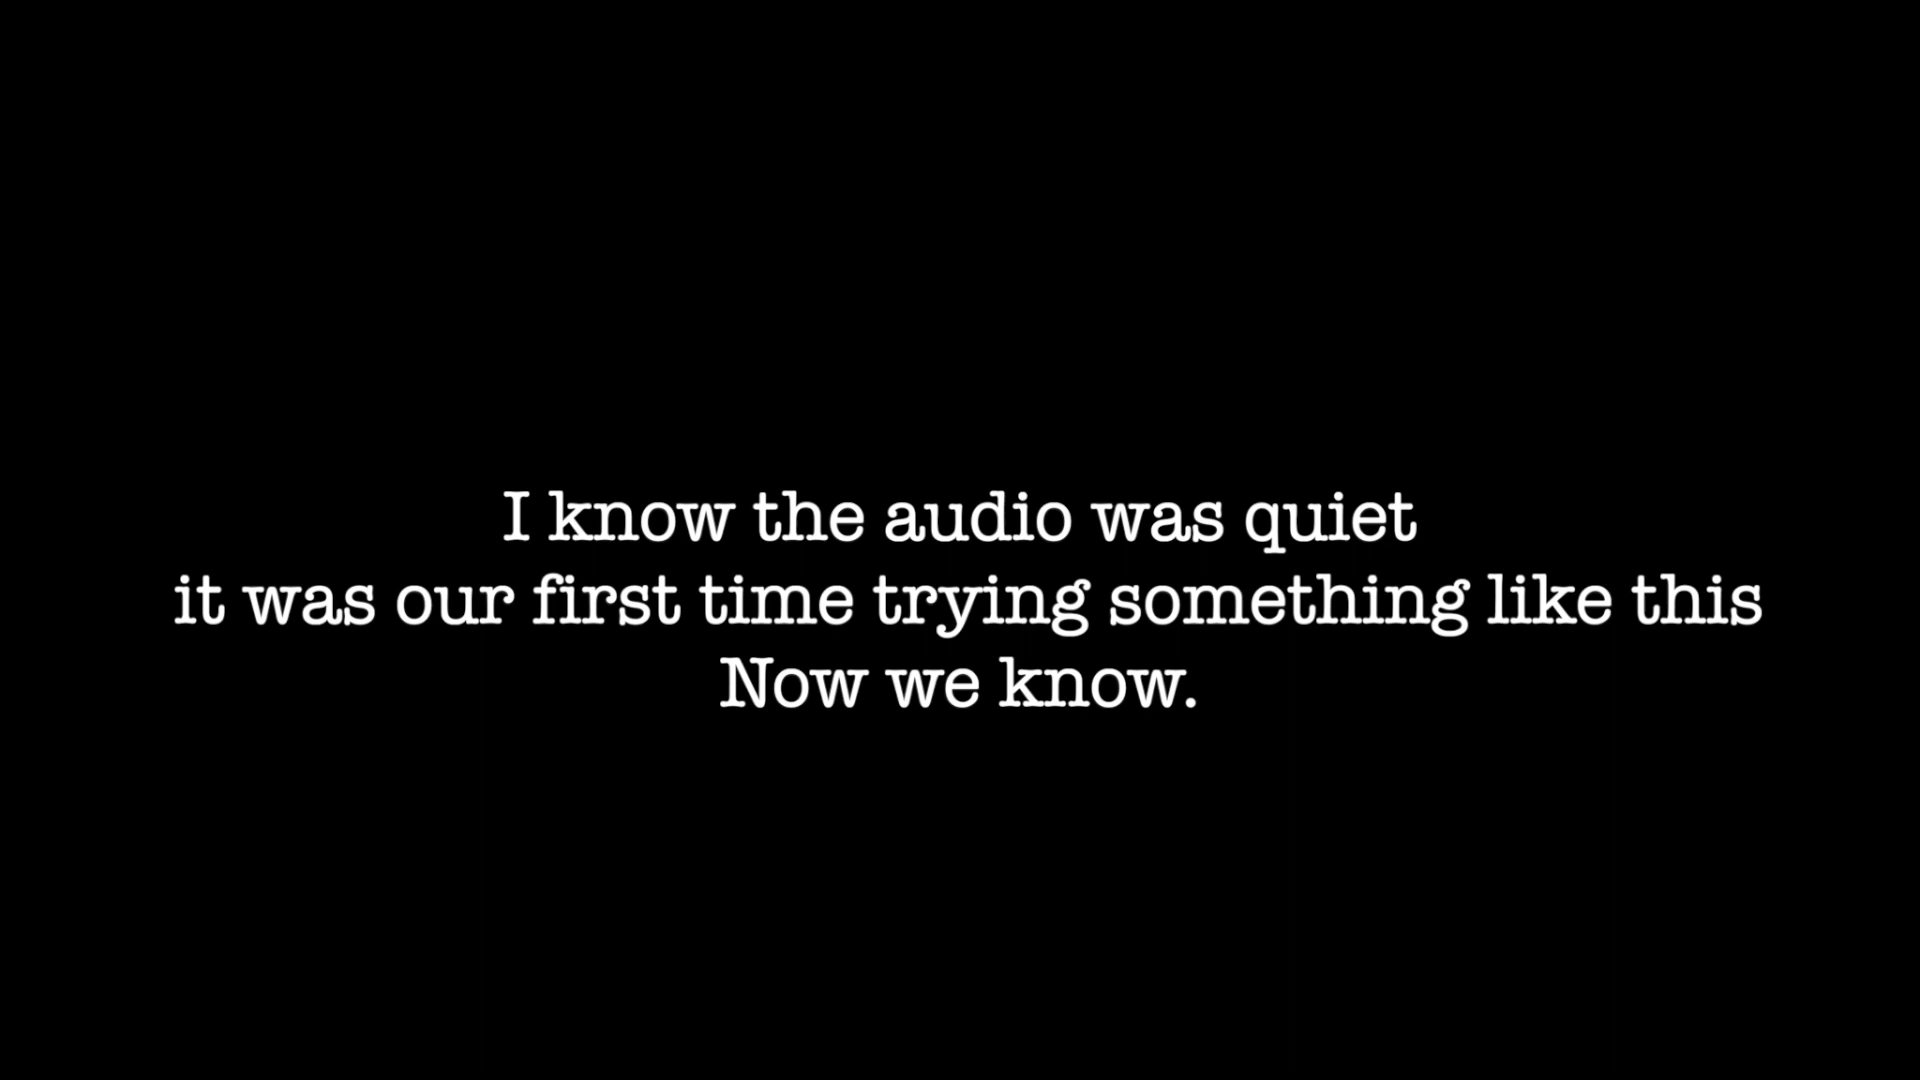 I know the audio was quiet
it was our first time trying something like this
Now we know.